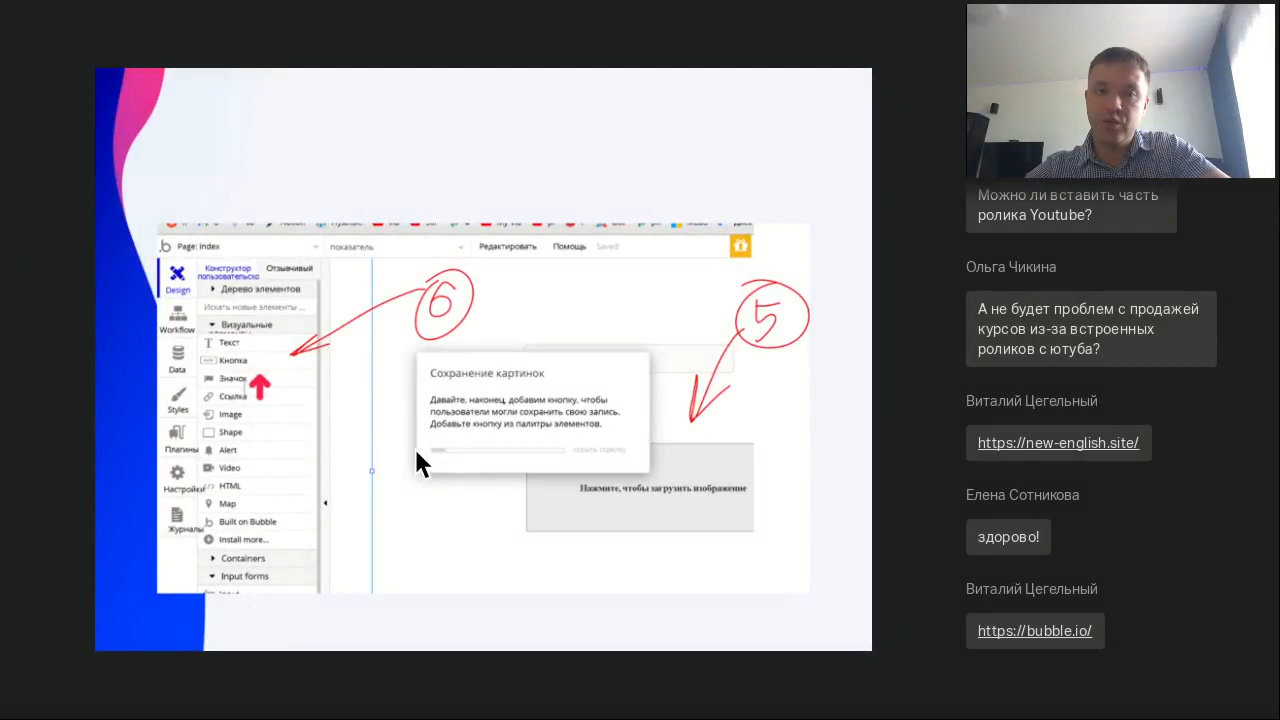 Page: index
показатель
Редактировать
Помощь
Saved
Design
Workflow
Data
Styles
Плагины
Настройки
Журналы
Конструктор
пользовательско
Отзывчивый
Дерево элементов
Искать новые элементы ...
Визуальные
Текст
Кнопка
Значок
Ссылка
Image
Shape
Alert
Video
HTML
Map
Built on Bubble
Install more...
Containers
Input forms
6
5
Сохранение картинок
Давайте, наконец, добавим кнопку, чтобы
пользователи могли сохранить свою запись.
Добавьте кнопку из палитры элементов.
скрыть стрелку
Нажмите, чтобы загрузить изображение
Можно ли вставить часть
ролика Youtube?
Ольга Чикина
А не будет проблем с продажей
курсов из-за встроенных
роликов с ютуба?
Виталий Цегельный
https://new-english.site/
Елена Сотникова
здорово!
Виталий Цегельный
https://bubble.io/